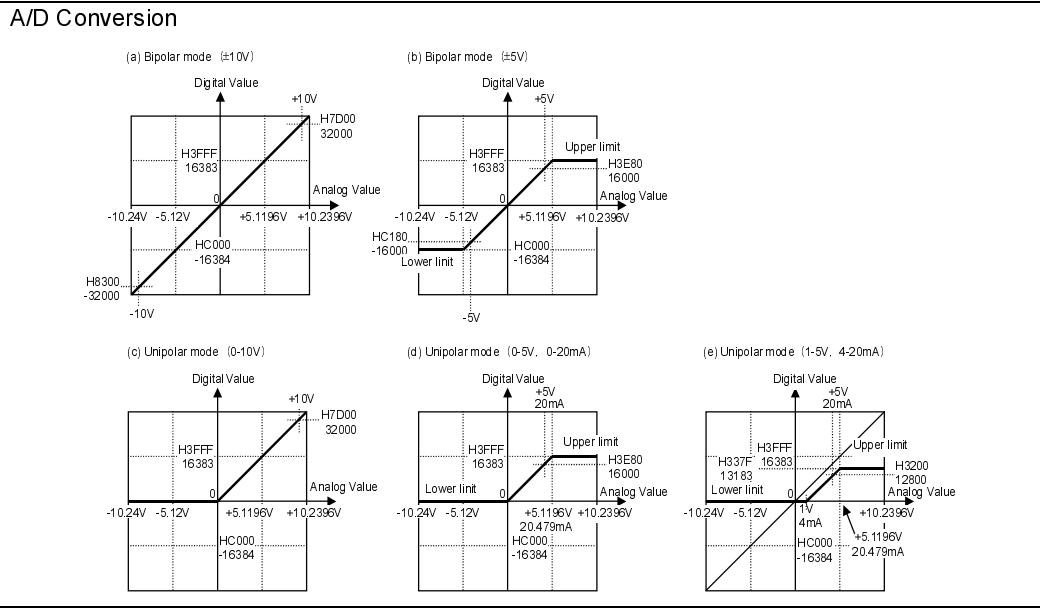 A/D Conversion
(a) Bipolar mode (±10V)
Digital Value
+10V
H7D00
32000
H3FFF
16383
0
Analog Value
-10.24V -5.12V +5.1196V +10.2396V
HC000
-16384
H8300
-32000
-10V
(b) Bipolar mode (±5V)
Digital Value
+5V
Upper limit
H3FFF
16383
H3E80
16000
0
Analog Value
-10.24V -5.12V +5.1196V +10.2396V
HC180
-16000
HC000
-16384
Lower linit
-5V
(c) Unipolar mode (0-10V)
Digital Value
+10V
H7D00
32000
H3FFF
16383
0
Analog Value
-10.24V -5.12V +5.1196V +10.2396V
HC000
-16384
(d) Unipolar mode (0-5V, 0-20mA)
Digital Value
+5V
20mA
Upper limit
H3FFF
16383
H3E80
16000
Lower linit
0
Analog Value
-10.24V -5.12V +5.1196V +10.2396V
20.479mA
HC000
-16384
(e) Unipolar mode (1-5V, 4-20mA)
Digital Value
+5V
20mA
Upper limit
H3FFF
16383
H337F
13183
H3200
12800
Lower linit
0
Analog Value
-10.24V -5.12V 1V +10.2396V
4mA
+5.1196V
20.479mA
HC000
-16384